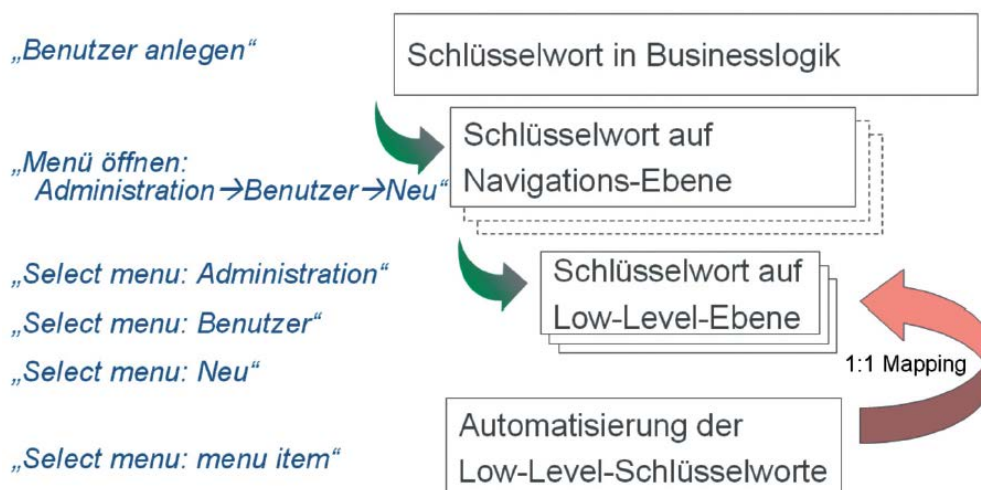 „Benutzer anlegen“
Schlüsselwort in Businesslogik
„Menü öffnen:
Administration→Benutzer→Neu“
Schlüsselwort auf
Navigations-Ebene
„Select menu: Administration“
„Select menu: Benutzer“
„Select menu: Neu“
Schlüsselwort auf
Low-Level-Ebene
1:1 Mapping
„Select menu: menu item“
Automatisierung der
Low-Level-Schlüsselworte